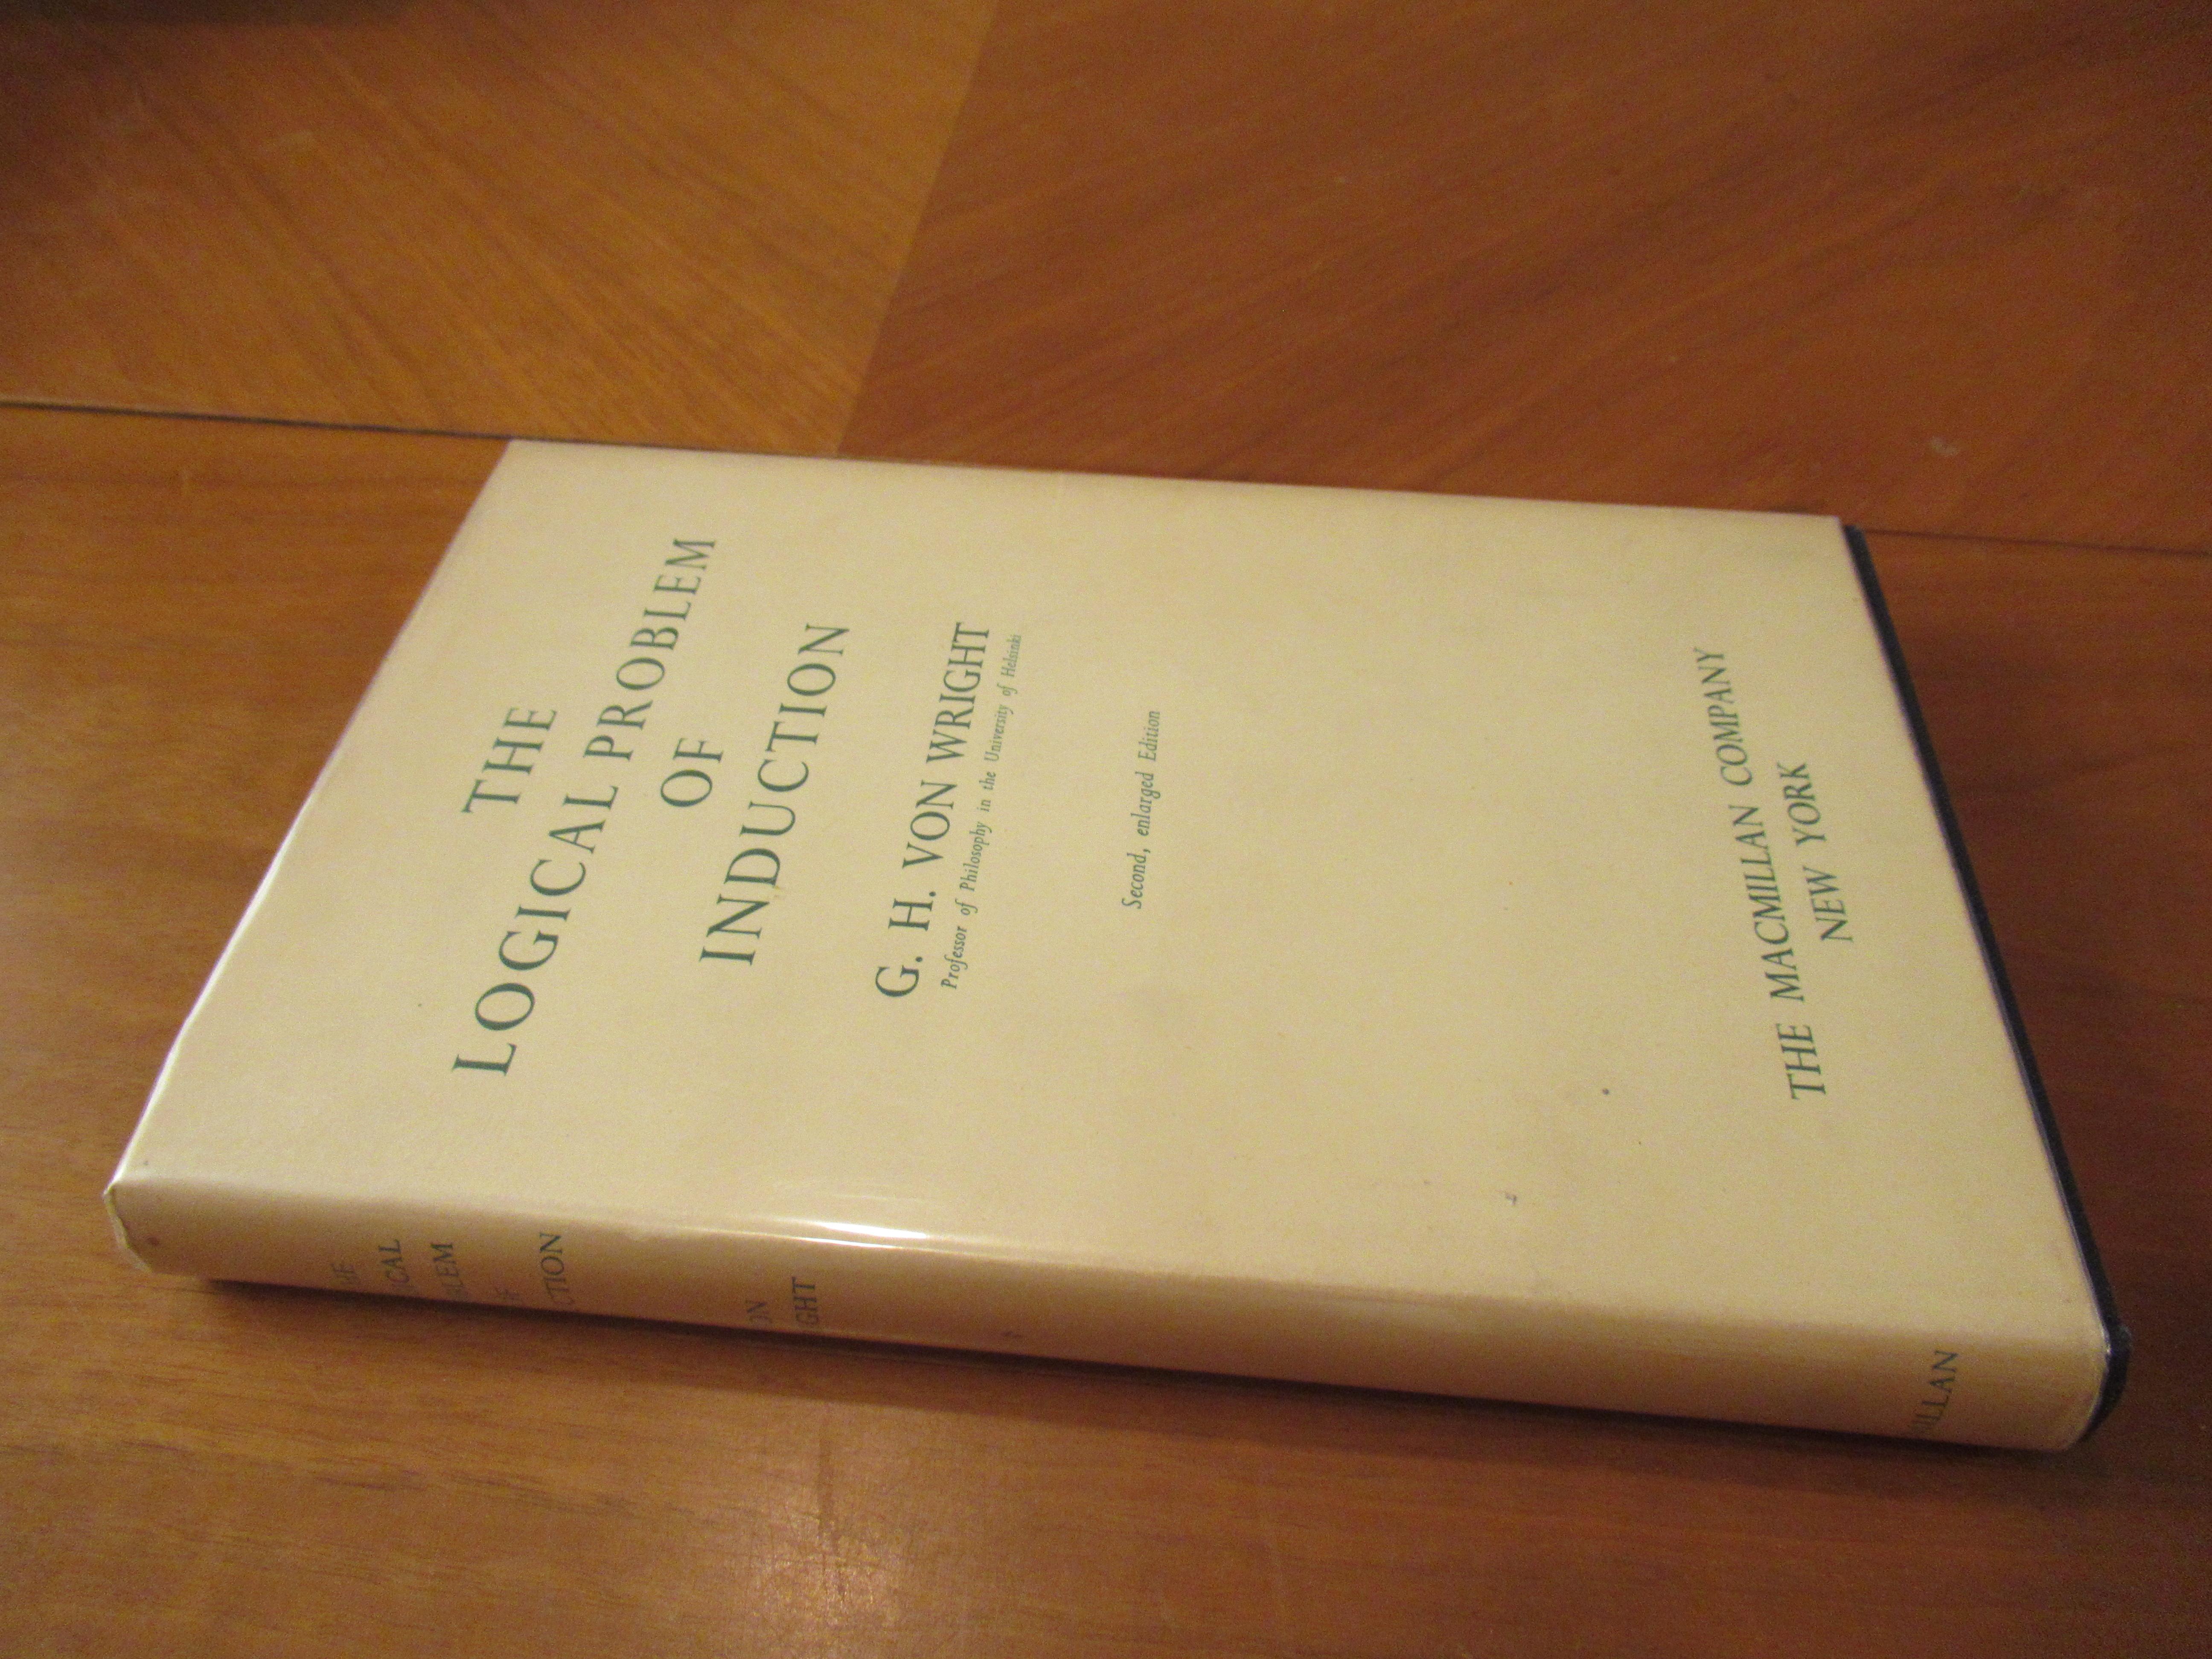 THE
LOGICAL PROBLEM
OF
INDUCTION
G. H. VON WRIGHT
Professor of Philosophy in the University of Helsinki
Second, enlarged Edition
THE MACMILLAN COMPANY
NEW YORK